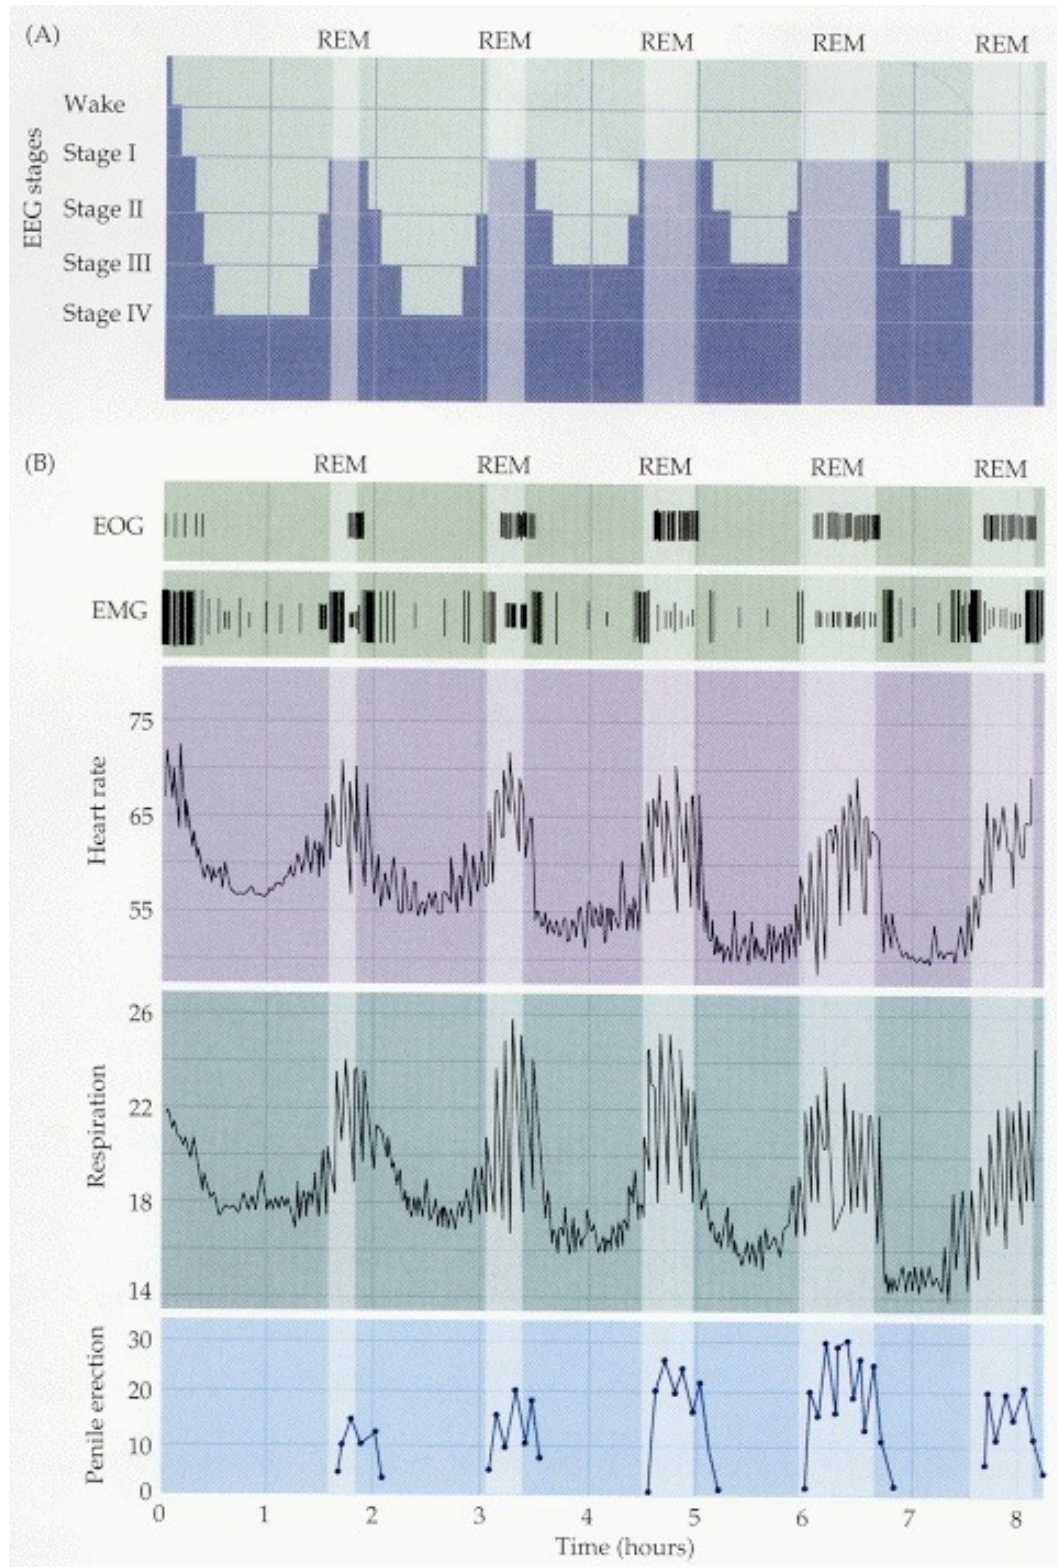 (A)
REM REM REM REM REM
EEG stages
Wake
Stage I
Stage II
Stage III
Stage IV
(B)
REM REM REM REM REM
EOG
EMG
Heart rate
75
65
55
Respiration
26
22
18
14
Penile erection
30
20
10
0
0 1 2 3 4 5 6 7 8
Time (hours)